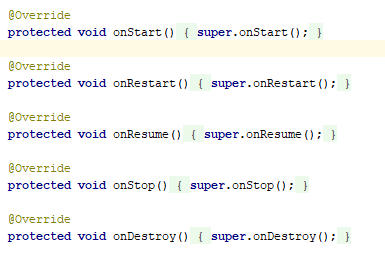 @Override
protected void onStart() { super.onStart(); }
@Override
protected void onRestart() { super.onRestart(); }
@Override
protected void onResume() { super.onResume(); }
@Override
protected void onStop() { super.onStop(); }
@Override
protected void onDestroy() { super.onDestroy(); }